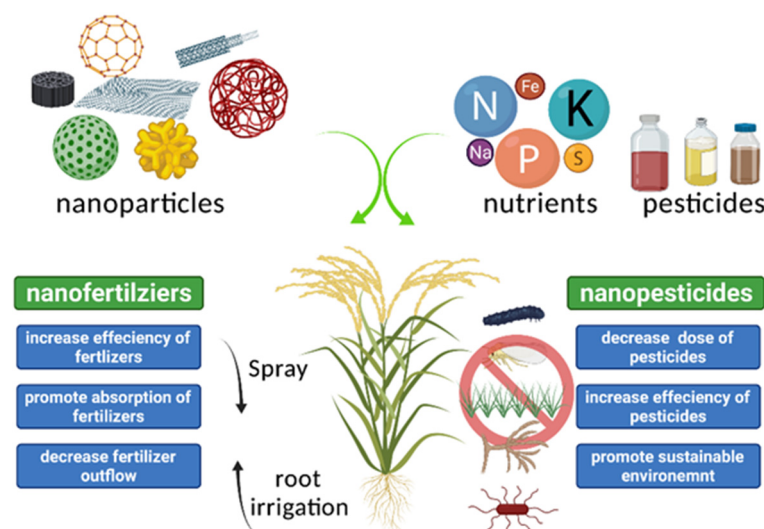 N
Fe
K
Na
P
S
nanoparticles
nutrients
pesticides
nanofertilziers
increase effeciency of
fertlizers
promote absorption of
fertilizers
decrease fertilizer
outflow
Spray
root
irrigation
nanopesticides
decrease dose of
pesticides
increase effeciency of
pesticides
promote sustainable
environemnt